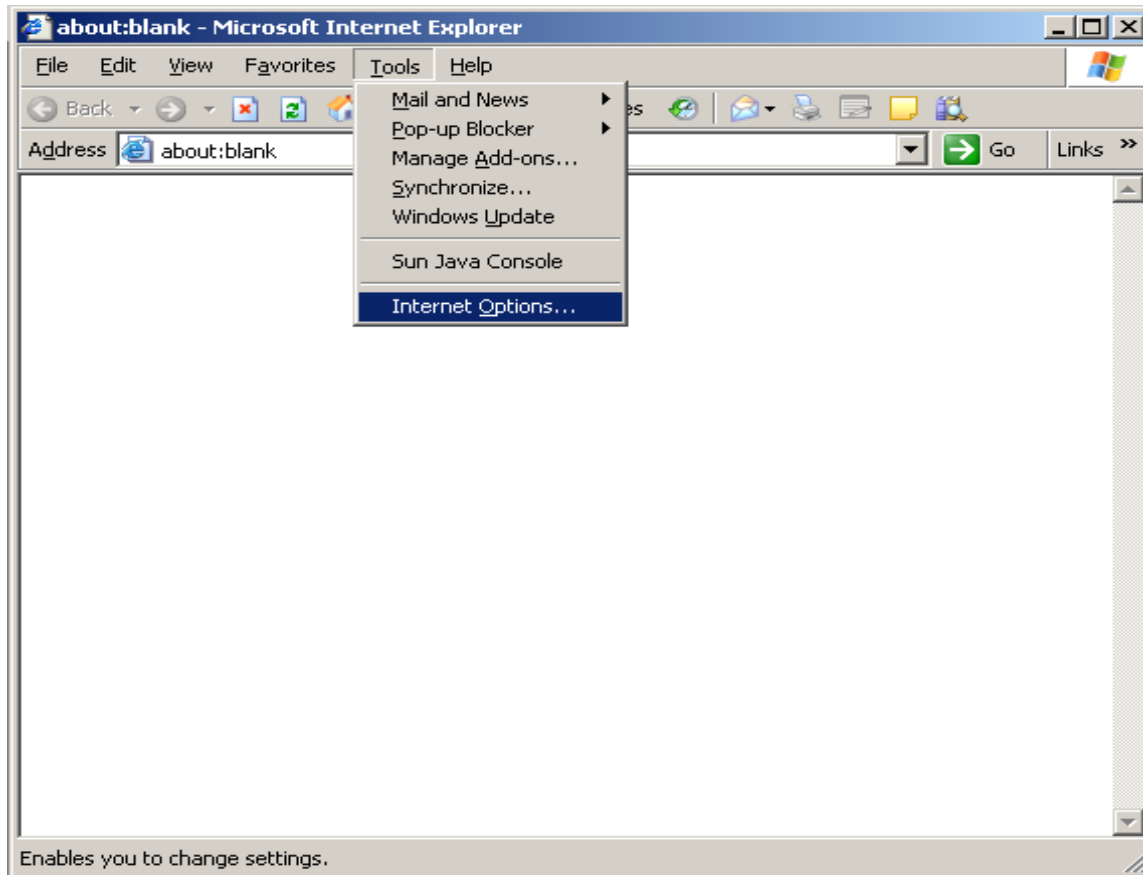 about:blank - Microsoft Internet Explorer
File Edit View Favorites Tools Help
Back
Mail and News
Pop-up Blocker
Manage Add-ons...
Synchronize...
Windows Update
Sun Java Console
Internet Options...
es
Address about:blank Go Links »
Enables you to change settings.